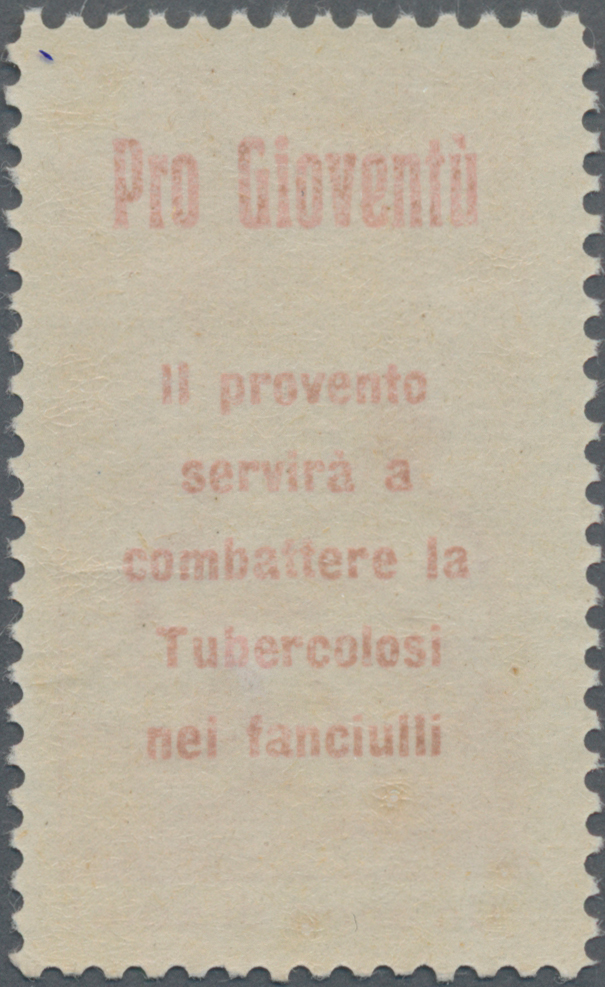 Pro Gioventù
Il provento
servirà a
combattere la
Tubercolosi
nei fanciulli